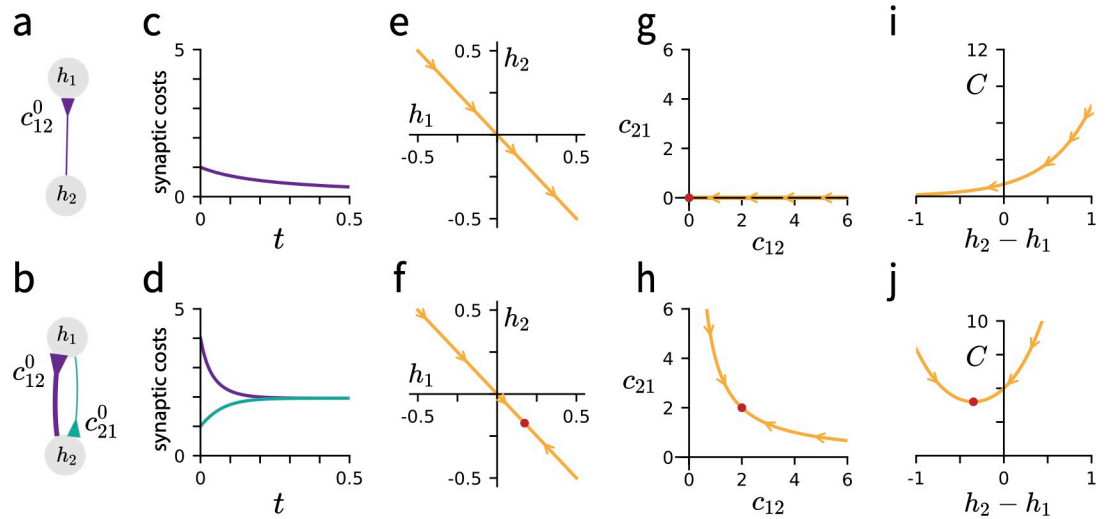 a
h₁
c⁰₁₂
h₂
c
5
synaptic costs
0
0
0.5
t
e
0.5
h₂
h₁
-0.5
0.5
-0.5
g
6
4
c₂₁
2
0
0
2
4
6
c₁₂
i
12
C
-1
0
1
h₂ − h₁
b
h₁
c⁰₁₂
c⁰₂₁
h₂
d
5
synaptic costs
0
0
0.5
t
f
0.5
h₂
h₁
-0.5
0.5
-0.5
h
6
4
c₂₁
2
0
0
2
4
6
c₁₂
j
10
C
-1
0
1
h₂ − h₁